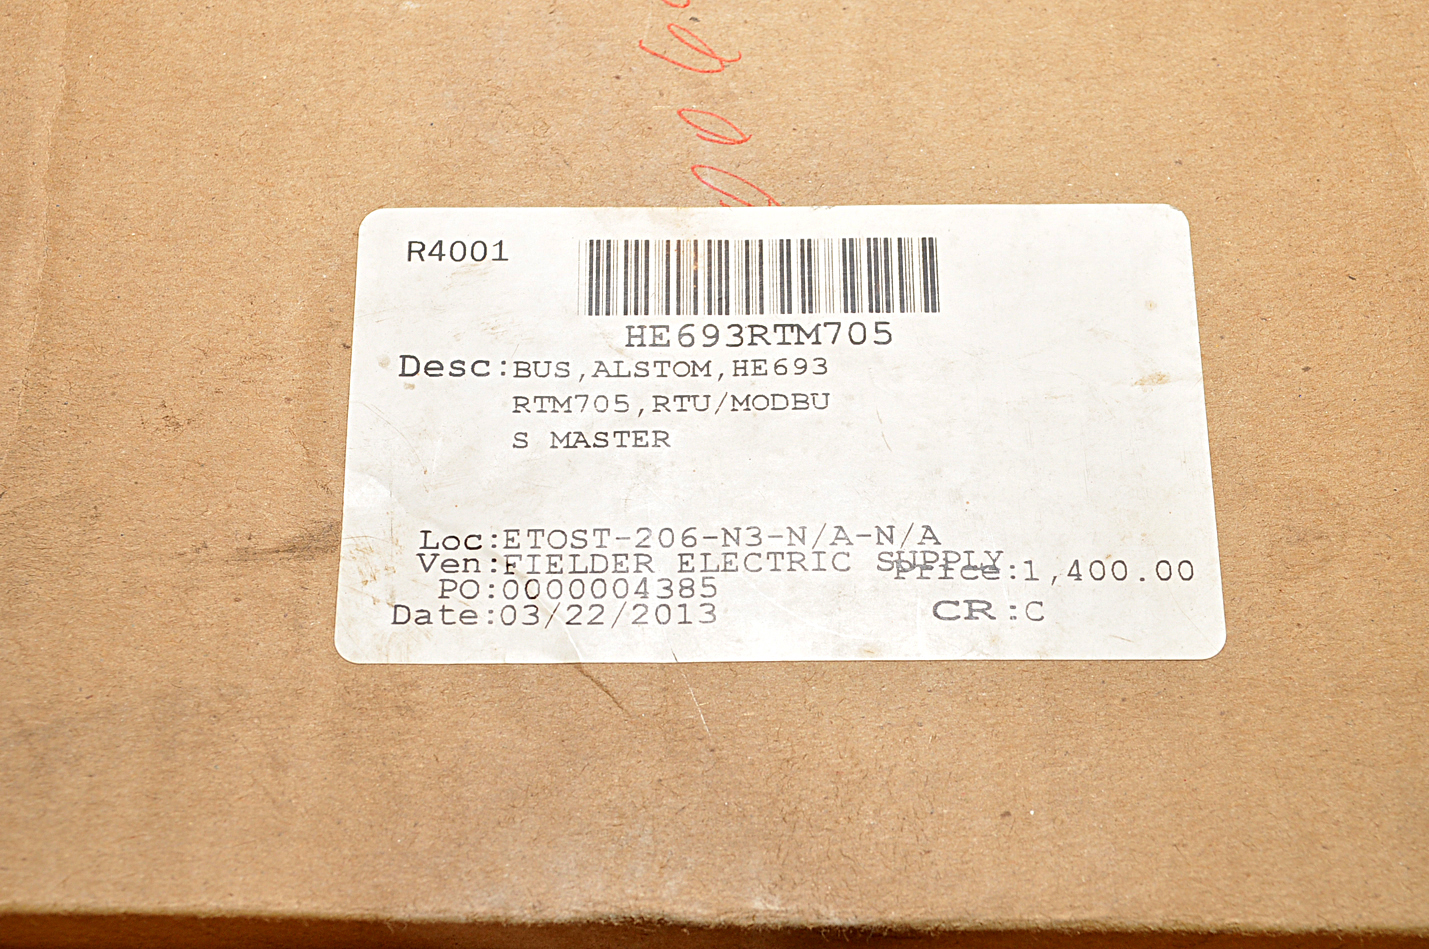 R4001
HE693RTM705
Desc:BUS,ALSTOM,HE693
RTM705,RTU/MODBU
S MASTER
Loc:ETOST-206-N3-N/A-N/A
Ven:FIELDER ELECTRIC SUPPLY
Price:1,400.00
PO:0000004385
Date:03/22/2013
CR:C